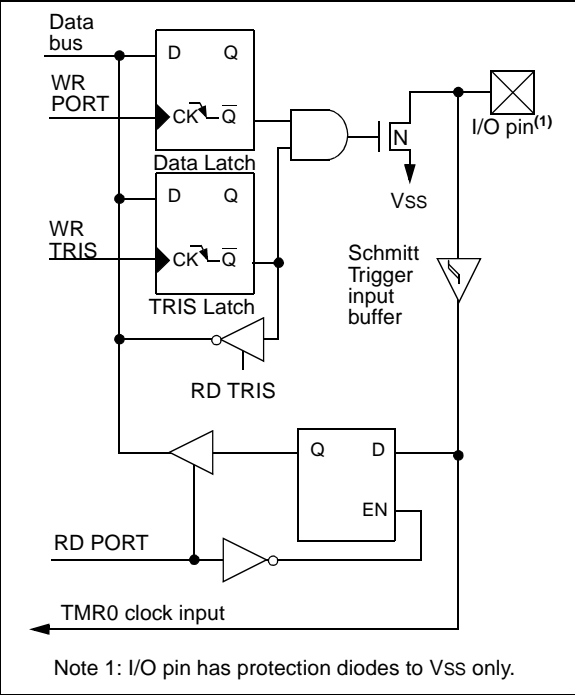 Data
bus
D Q
WR
PORT
CK Q
N
I/O pin(1)
Data Latch
VSS
D Q
WR
TRIS
CK Q
Schmitt
Trigger
input
buffer
TRIS Latch
RD TRIS
Q D
EN
RD PORT
TMR0 clock input
Note 1: I/O pin has protection diodes to VSS only.